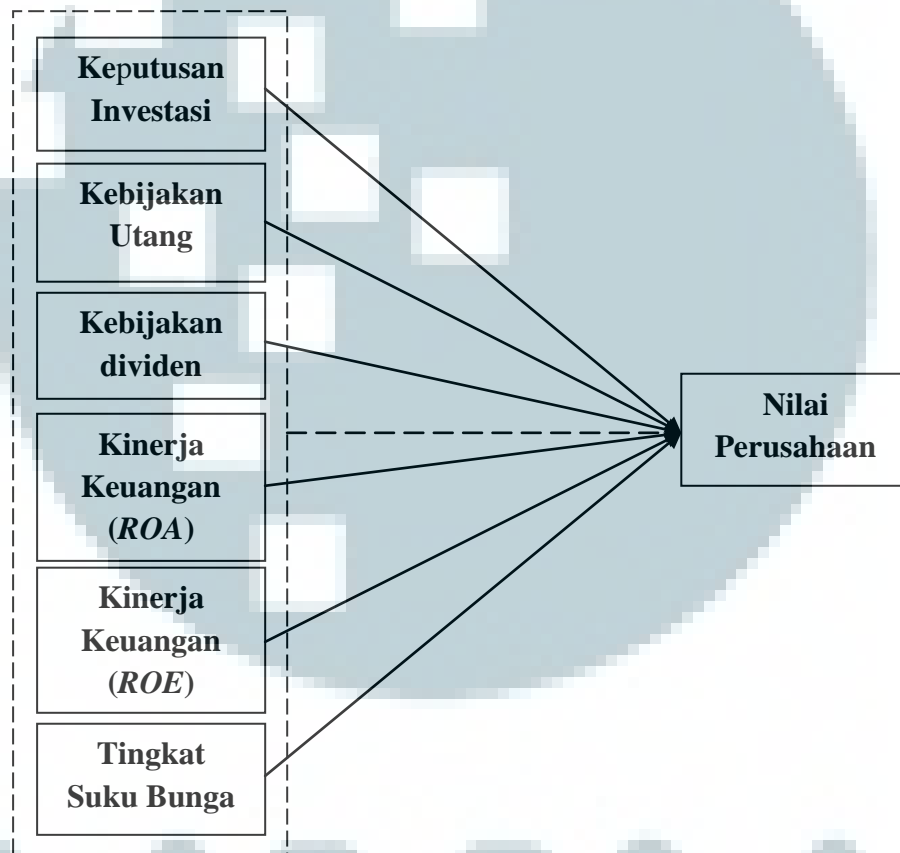 Keputusan
Investasi
Kebijakan
Utang
Kebijakan
dividen
Kinerja
Keuangan
(ROA)
Kinerja
Keuangan
(ROE)
Tingkat
Suku Bunga
Nilai
Perusahaan